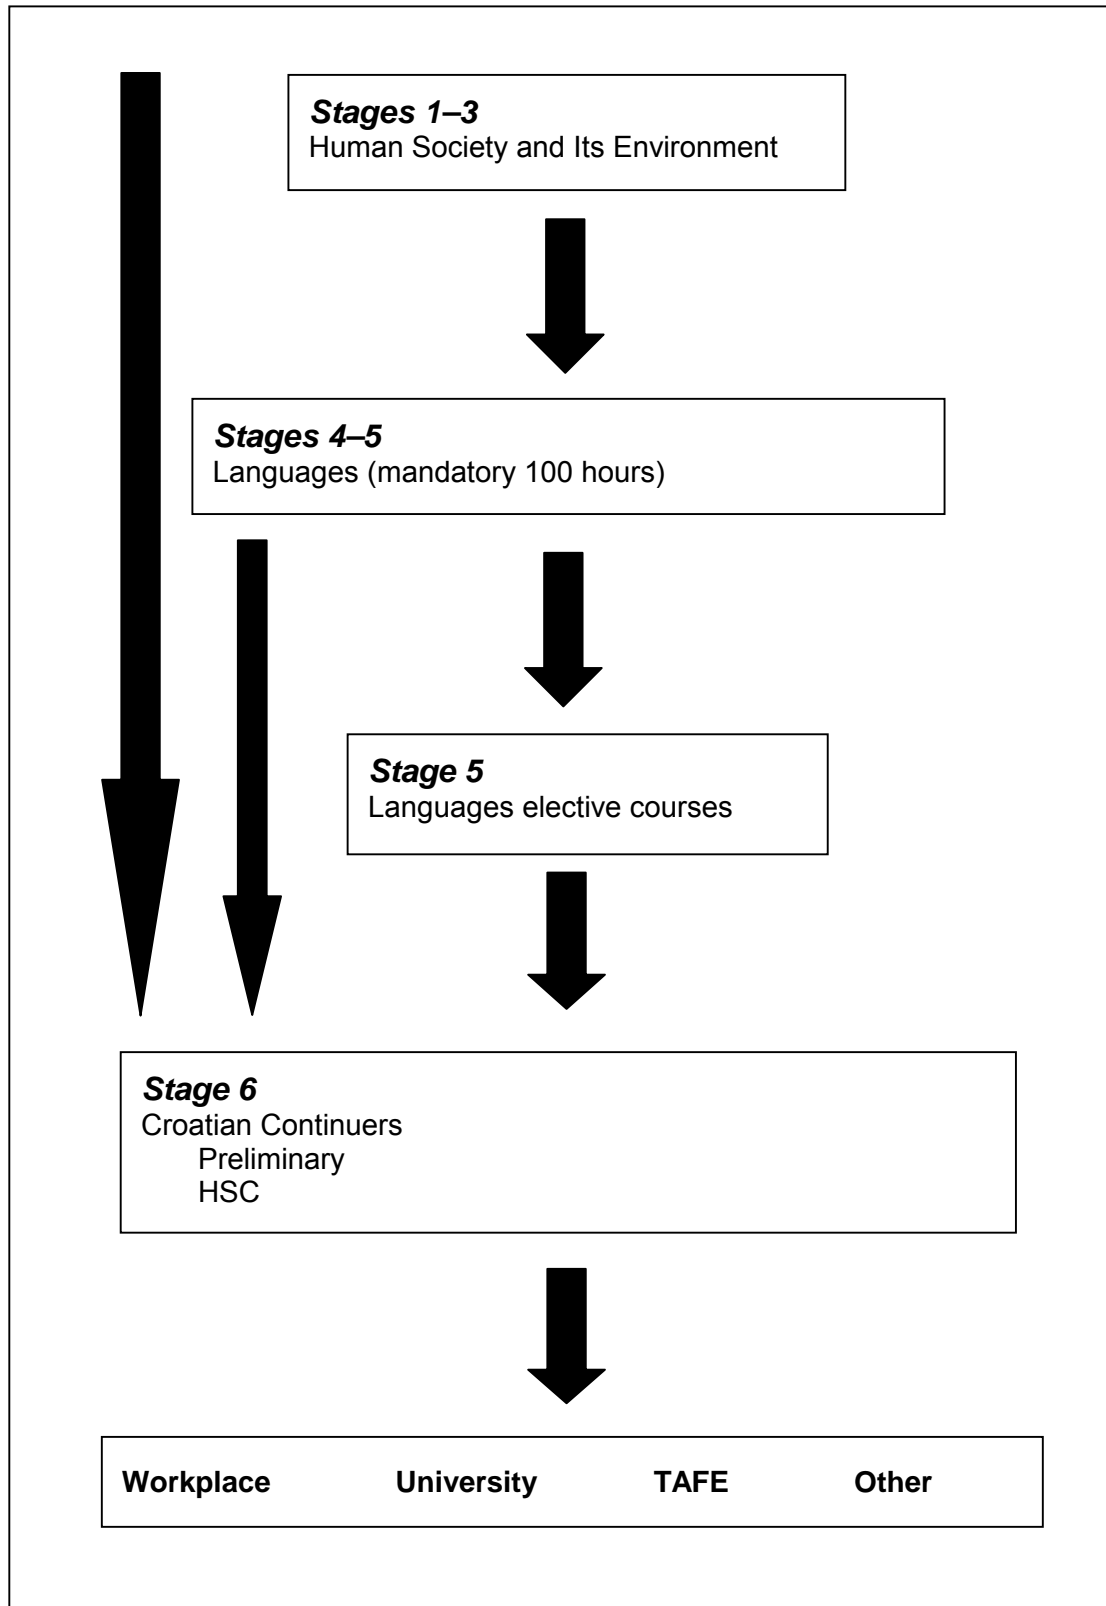 Stages 1–3
Human Society and Its Environment
Stages 4–5
Languages (mandatory 100 hours)
Stage 5
Languages elective courses
Stage 6
Croatian Continuers
Preliminary
HSC
Workplace University TAFE Other